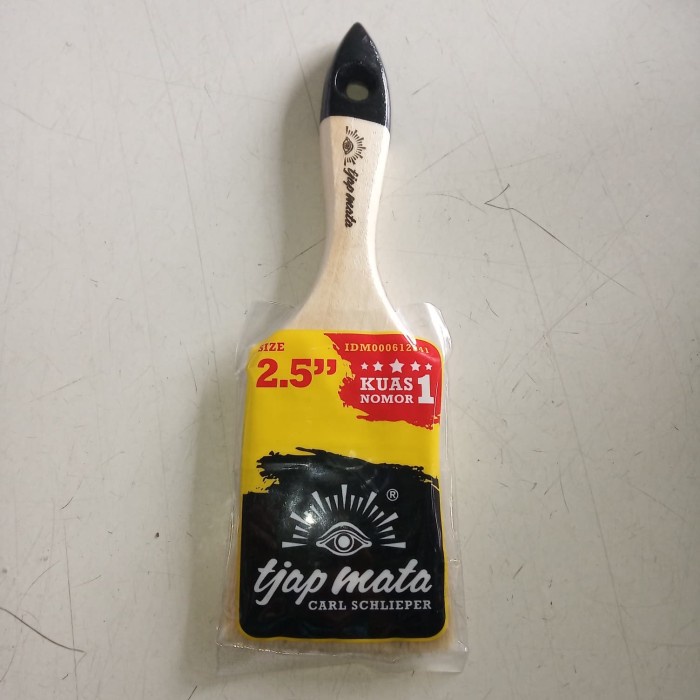 tjap mata
SIZE
2.5”
KUAS
NOMOR 1
®
tjap mata
CARL SCHLIEPER